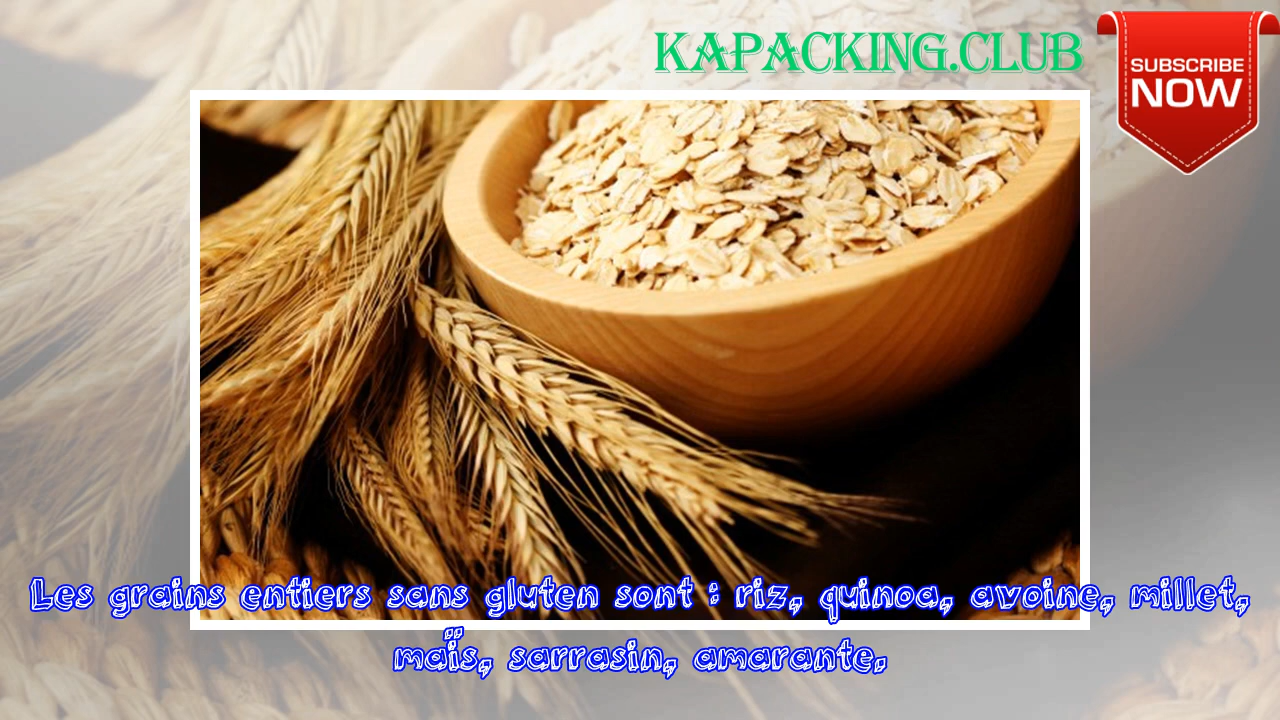 KAPACKING.CLUB
SUBSCRIBE
NOW
Les grains entiers sans gluten sont : riz, quinoa, avoine, millet,
maïs, sarrasin, amarante.